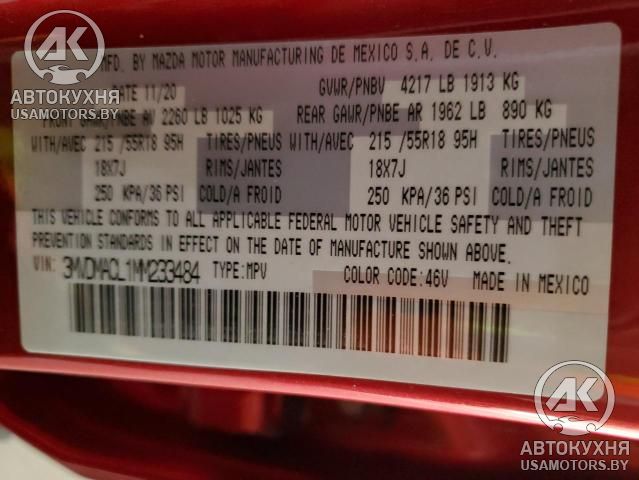 AK
АВТОКУХНЯ
USAMOTORS.BY
MFD. BY MAZDA MOTOR MANUFACTURING DE MEXICO S.A. DE C.V.
11/20 GVWR/PNBV 4217 LB 1913 KG
AV 2260 LB 1025 KG REAR GAWR/PNBE AR 1962 LB 890 KG
WITH/AVEC 215 /55R18 95H TIRES/PNEUS WITH/AVEC 215 /55R18 95H TIRES/PNEUS
18X7J RIMS/JANTES 18X7J RIMS/JANTES
250 KPA/36 PSI COLD/A FROID 250 KPA/36 PSI COLD/A FROID
THIS VEHICLE CONFORMS TO ALL APPLICABLE FEDERAL MOTOR VEHICLE SAFETY AND THEFT
PREVENTION STANDARDS IN EFFECT ON THE DATE OF MANUFACTURE SHOWN ABOVE.
VIN: 3MVDMACL1MM233484 TYPE:MPV COLOR CODE:46V MADE IN MEXICO
AK
АВТОКУХНЯ
USAMOTORS.BY